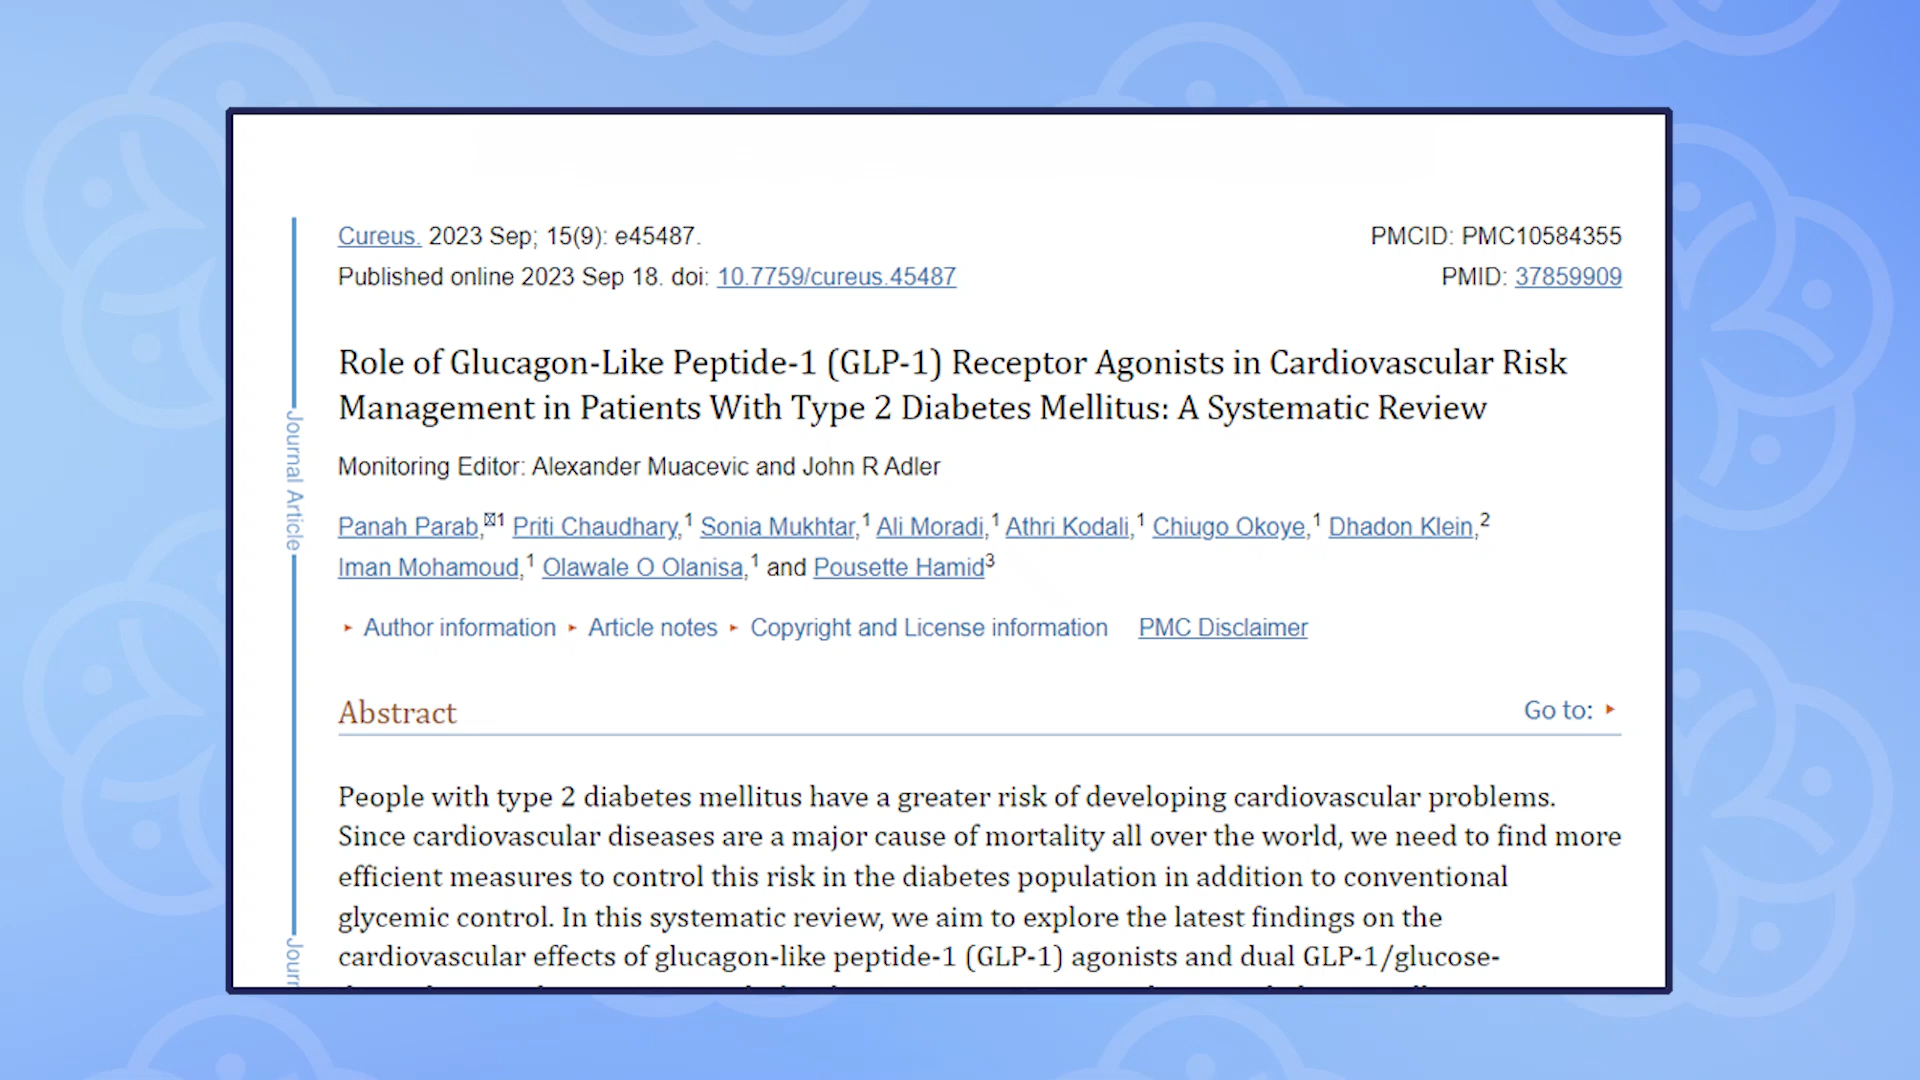 Cureus. 2023 Sep; 15(9): e45487.
PMCID: PMC10584355
Published online 2023 Sep 18. doi: 10.7759/cureus.45487
PMID: 37859909
Role of Glucagon-Like Peptide-1 (GLP-1) Receptor Agonists in Cardiovascular Risk
Management in Patients With Type 2 Diabetes Mellitus: A Systematic Review
Monitoring Editor: Alexander Muacevic and John R Adler
Panah Parab,1 Priti Chaudhary,1 Sonia Mukhtar,1 Ali Moradi,1 Athri Kodali,1 Chiugo Okoye,1 Dhadon Klein,2
Iman Mohamoud,1 Olawale O Olanisa,1 and Pousette Hamid3
Author information Article notes Copyright and License information PMC Disclaimer
Abstract
Go to:
People with type 2 diabetes mellitus have a greater risk of developing cardiovascular problems.
Since cardiovascular diseases are a major cause of mortality all over the world, we need to find more
efficient measures to control this risk in the diabetes population in addition to conventional
glycemic control. In this systematic review, we aim to explore the latest findings on the
cardiovascular effects of glucagon-like peptide-1 (GLP-1) agonists and dual GLP-1/glucose-
Journal Article